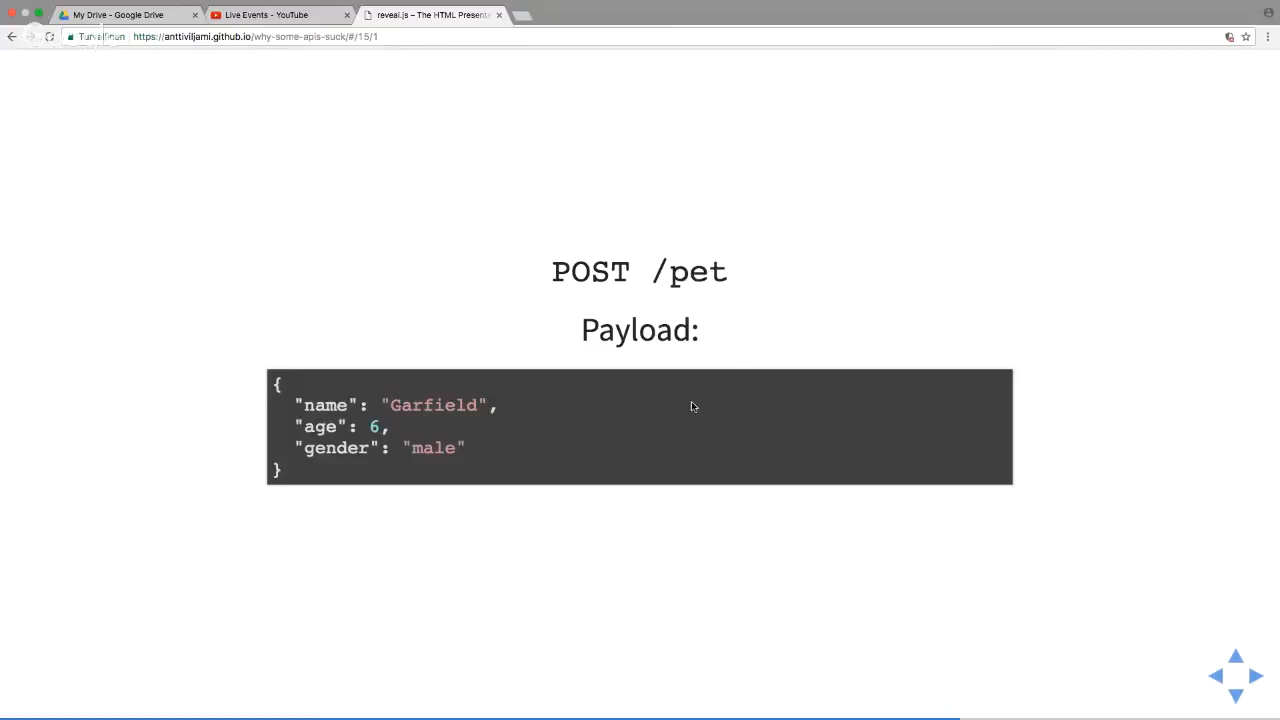 My Drive - Google Drive
Live Events - YouTube
reveal.js – The HTML Presenta
https://anttiviljami.github.io/why-some-apis-suck/#/15/1
POST /pet
Payload:
{
"name": "Garfield",
"age": 6,
"gender": "male"
}